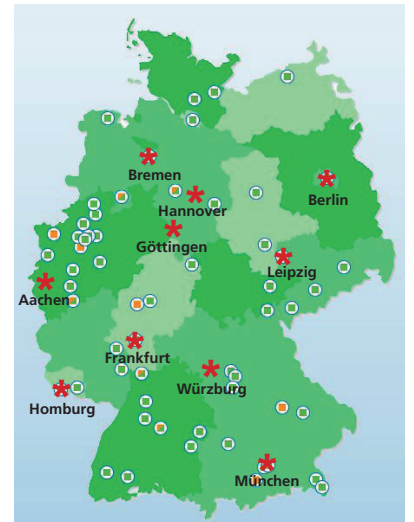 Bremen
Berlin
Hannover
Göttingen
Leipzig
Aachen
Frankfurt
Würzburg
Homburg
München